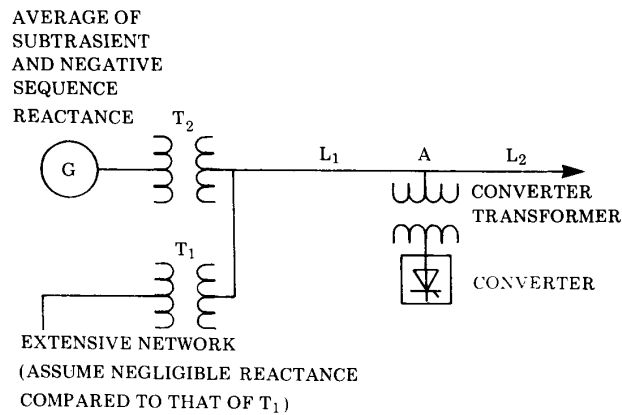 AVERAGE OF
SUBTRASIENT
AND NEGATIVE
SEQUENCE
REACTANCE
T2
G
L1
A
L2
CONVERTER
TRANSFORMER
T1
CONVERTER
EXTENSIVE NETWORK
(ASSUME NEGLIGIBLE REACTANCE
COMPARED TO THAT OF T1)